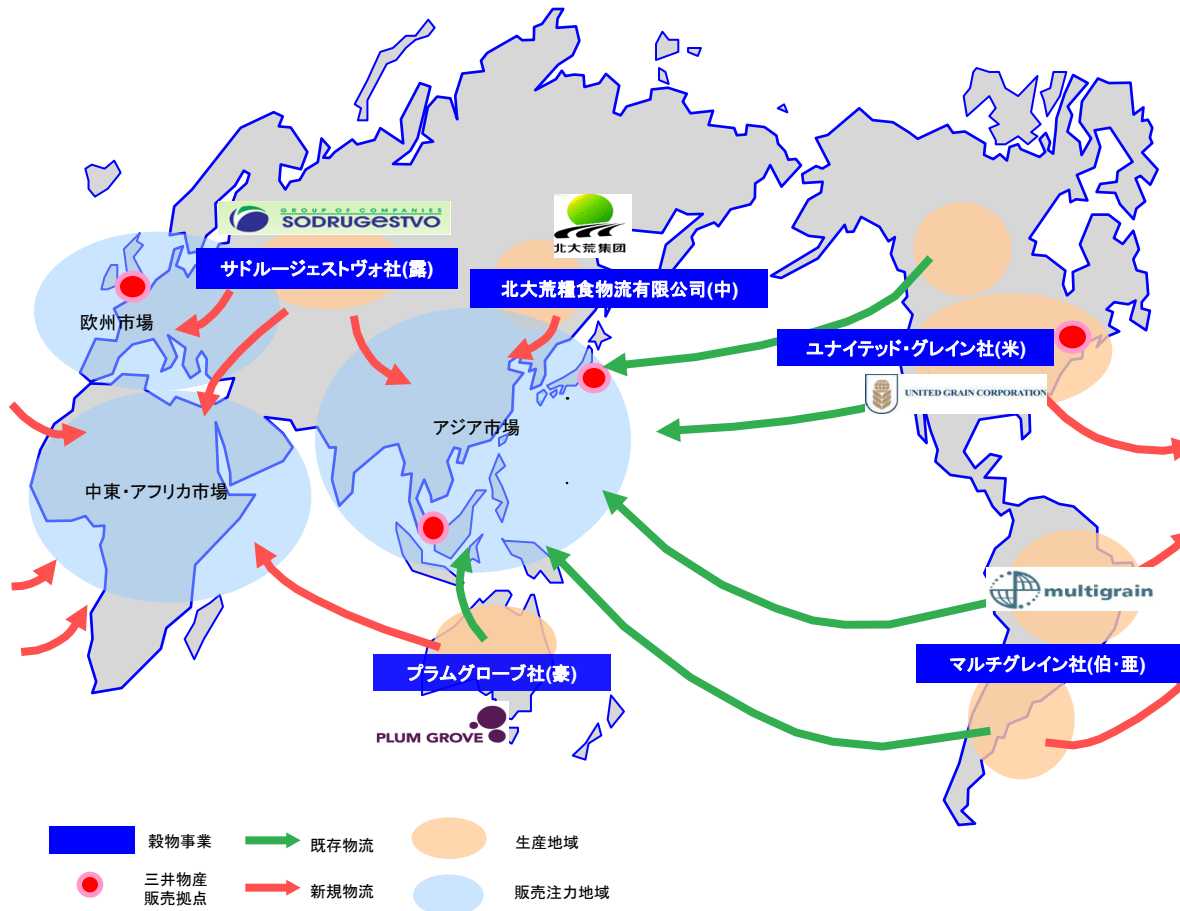 GROUP OF COMPANIES
SODRUGESTVO
サドルージェストヴォ社(露)
北大荒集团
北大荒糧食物流有限公司(中)
欧州市場
ユナイテッド・グレイン社(米)
UNITED GRAIN CORPORATION
アジア市場
中東・アフリカ市場
multigrain
プラムグローブ社(豪)
マルチグレイン社(伯・亜)
PLUM GROVE
穀物事業
既存物流
生産地域
三井物産
販売拠点
新規物流
販売注力地域